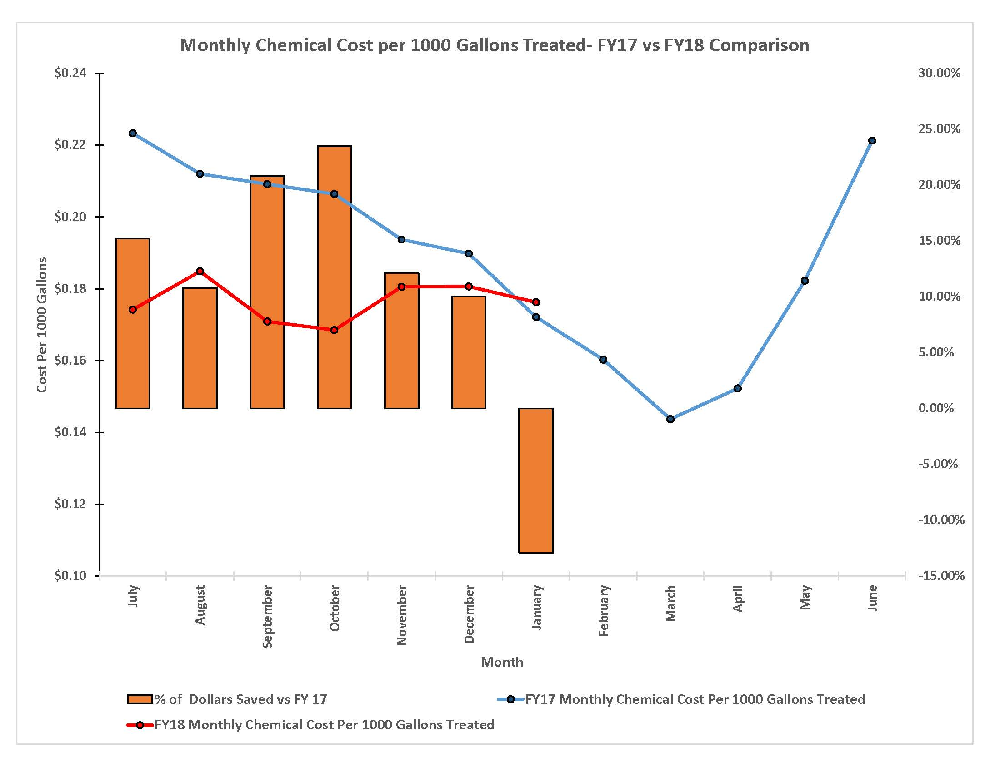 Monthly Chemical Cost per 1000 Gallons Treated- FY17 vs FY18 Comparison
$0.24
$0.22
$0.20
$0.18
$0.16
$0.14
$0.12
$0.10
Cost Per 1000 Gallons
30.00%
25.00%
20.00%
15.00%
10.00%
5.00%
0.00%
-5.00%
-10.00%
-15.00%
July
August
September
October
November
December
January
February
March
April
May
June
Month
% of  Dollars Saved vs FY 17
FY17 Monthly Chemical Cost Per 1000 Gallons Treated
FY18 Monthly Chemical Cost Per 1000 Gallons Treated